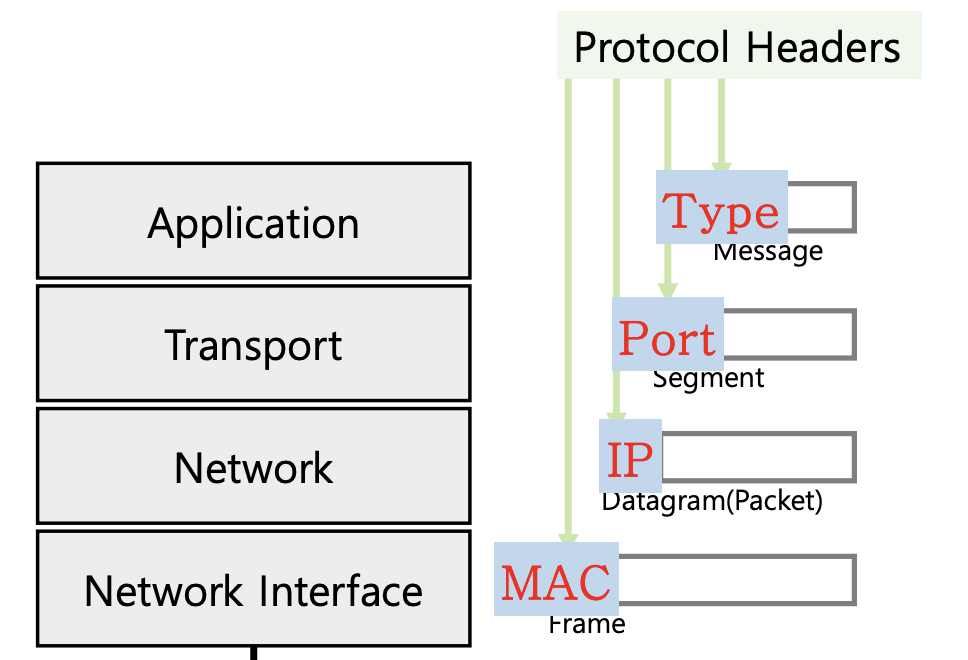 Protocol Headers
Application
Type
Message
Transport
Port
Segment
Network
IP
Datagram(Packet)
Network Interface
MAC
Frame